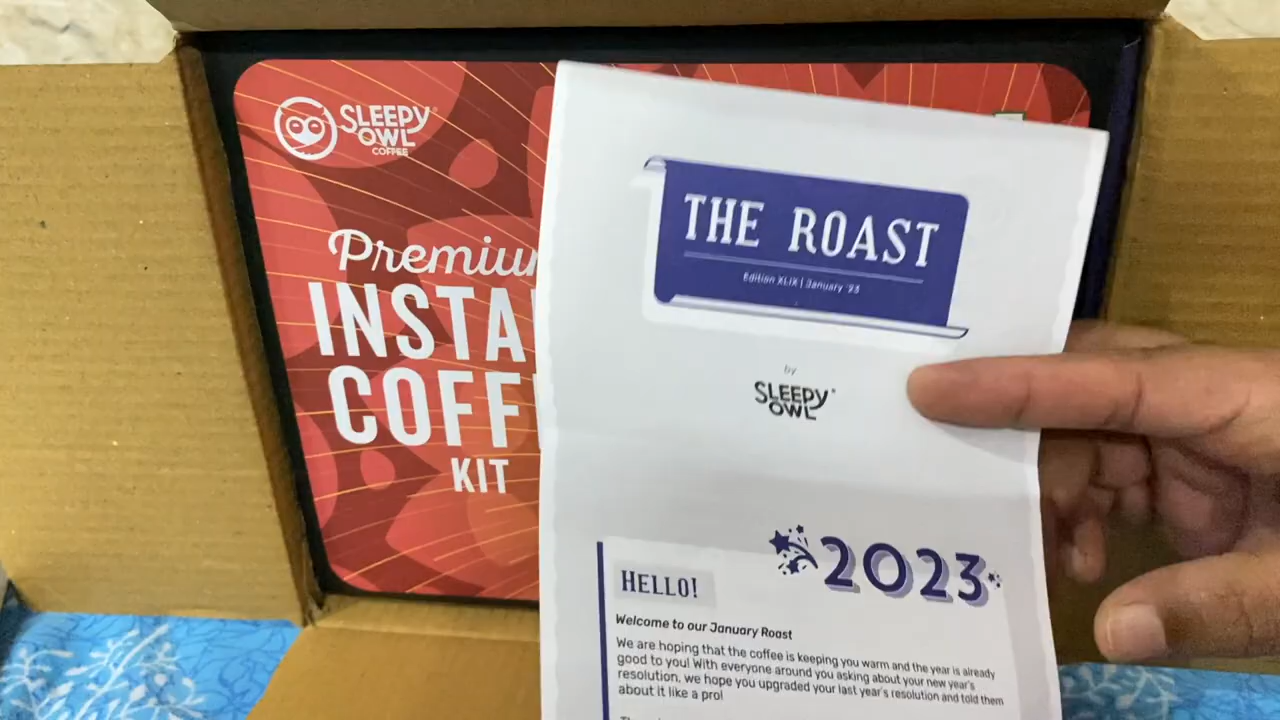 SLEEPY
OWL
COFFEE
Premium
INSTA
COFF
KIT
THE ROAST
Edition XLIX | January '23
by
SLEEPY
OWL
2023
HELLO!
Welcome to our January Roast
We are hoping that the coffee is keeping you warm and the year is already
good to you! With everyone around you asking about your new year's
resolution, we hope you upgraded your last year's resolution and told them
about it like a pro!